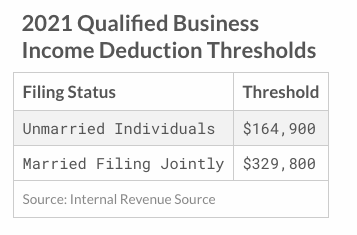 2021 Qualified Business
Income Deduction Thresholds
Filing Status Threshold
Unmarried Individuals $164,900
Married Filing Jointly $329,800
Source: Internal Revenue Source